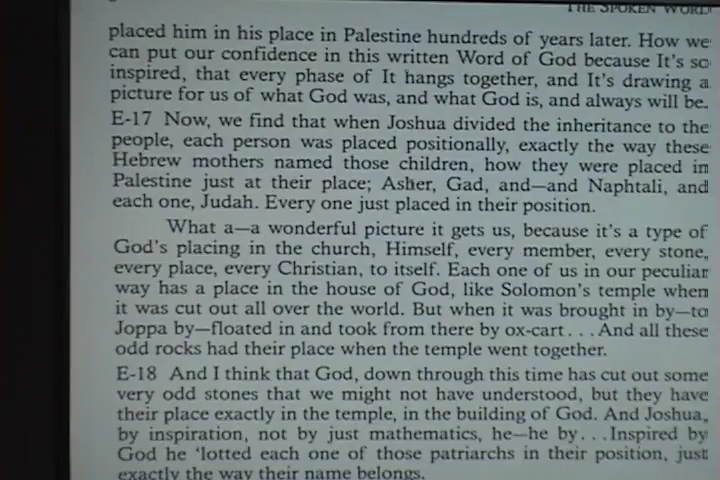 THE SPOKEN WORD
placed him in his place in Palestine hundreds of years later. How we
can put our confidence in this written Word of God because It's so
inspired, that every phase of It hangs together, and It's drawing a
picture for us of what God was, and what God is, and always will be.
E-17 Now, we find that when Joshua divided the inheritance to the
people, each person was placed positionally, exactly the way these
Hebrew mothers named those children, how they were placed in
Palestine just at their place; Asher, Gad, and—and Naphtali, and
each one, Judah. Every one just placed in their position.
What a—a wonderful picture it gets us, because it's a type of
God's placing in the church, Himself, every member, every stone,
every place, every Christian, to itself. Each one of us in our peculiar
way has a place in the house of God, like Solomon's temple when
it was cut out all over the world. But when it was brought in by—to
Joppa by—floated in and took from there by ox-cart. . . And all these
odd rocks had their place when the temple went together.
E-18 And I think that God, down through this time has cut out some
very odd stones that we might not have understood, but they have
their place exactly in the temple, in the building of God. And Joshua,
by inspiration, not by just mathematics, he—he by. . . Inspired by
God he 'lotted each one of those patriarchs in their position, just
exactly the way their name belongs.